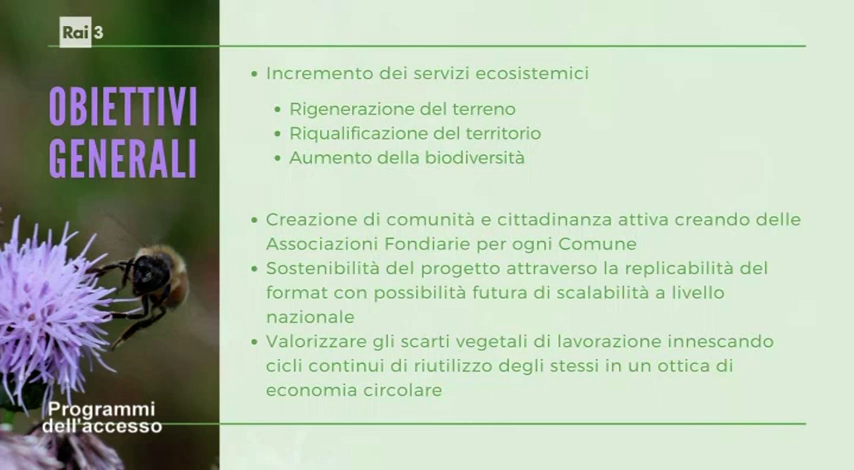 Rai 3
OBIETTIVI
GENERALI
• Incremento dei servizi ecosistemici
• Rigenerazione del terreno
• Riqualificazione del territorio
• Aumento della biodiversità
• Creazione di comunità e cittadinanza attiva creando delle
Associazioni Fondiarie per ogni Comune
• Sostenibilità del progetto attraverso la replicabilità del
format con possibilità futura di scalabilità a livello
nazionale
• Valorizzare gli scarti vegetali di lavorazione innescando
cicli continui di riutilizzo degli stessi in un ottica di
economia circolare
Programmi
dell'accesso